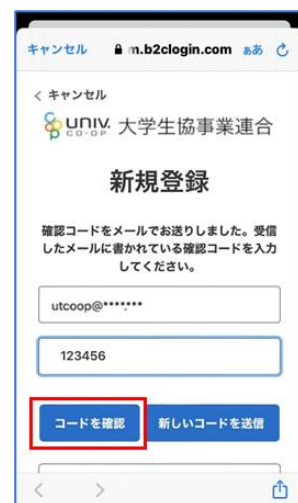 キャンセル m.b2clogin.com ぁあ
キャンセル
UNIV. CO-OP 大学生協事業連合
新規登録
確認コードをメールでお送りしました。受信
したメールに書かれている確認コードを入力
してください。
utcoop@•••.•••
123456
コードを確認 新しいコードを送信